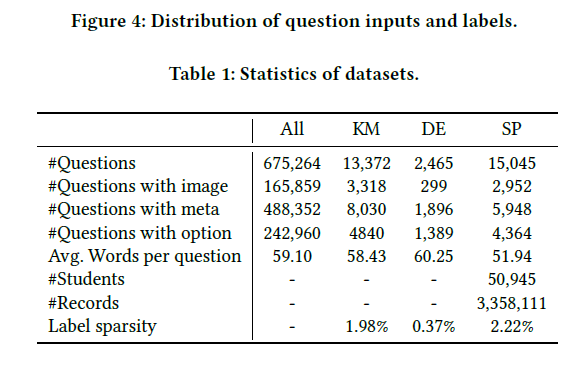 Figure 4: Distribution of question inputs and labels.
Table 1: Statistics of datasets.
All KM DE SP
#Questions 675,264 13,372 2,465 15,045
#Questions with image 165,859 3,318 299 2,952
#Questions with meta 488,352 8,030 1,896 5,948
#Questions with option 242,960 4840 1,389 4,364
Avg. Words per question 59.10 58.43 60.25 51.94
#Students - - - 50,945
#Records - - - 3,358,111
Label sparsity - 1.98% 0.37% 2.22%